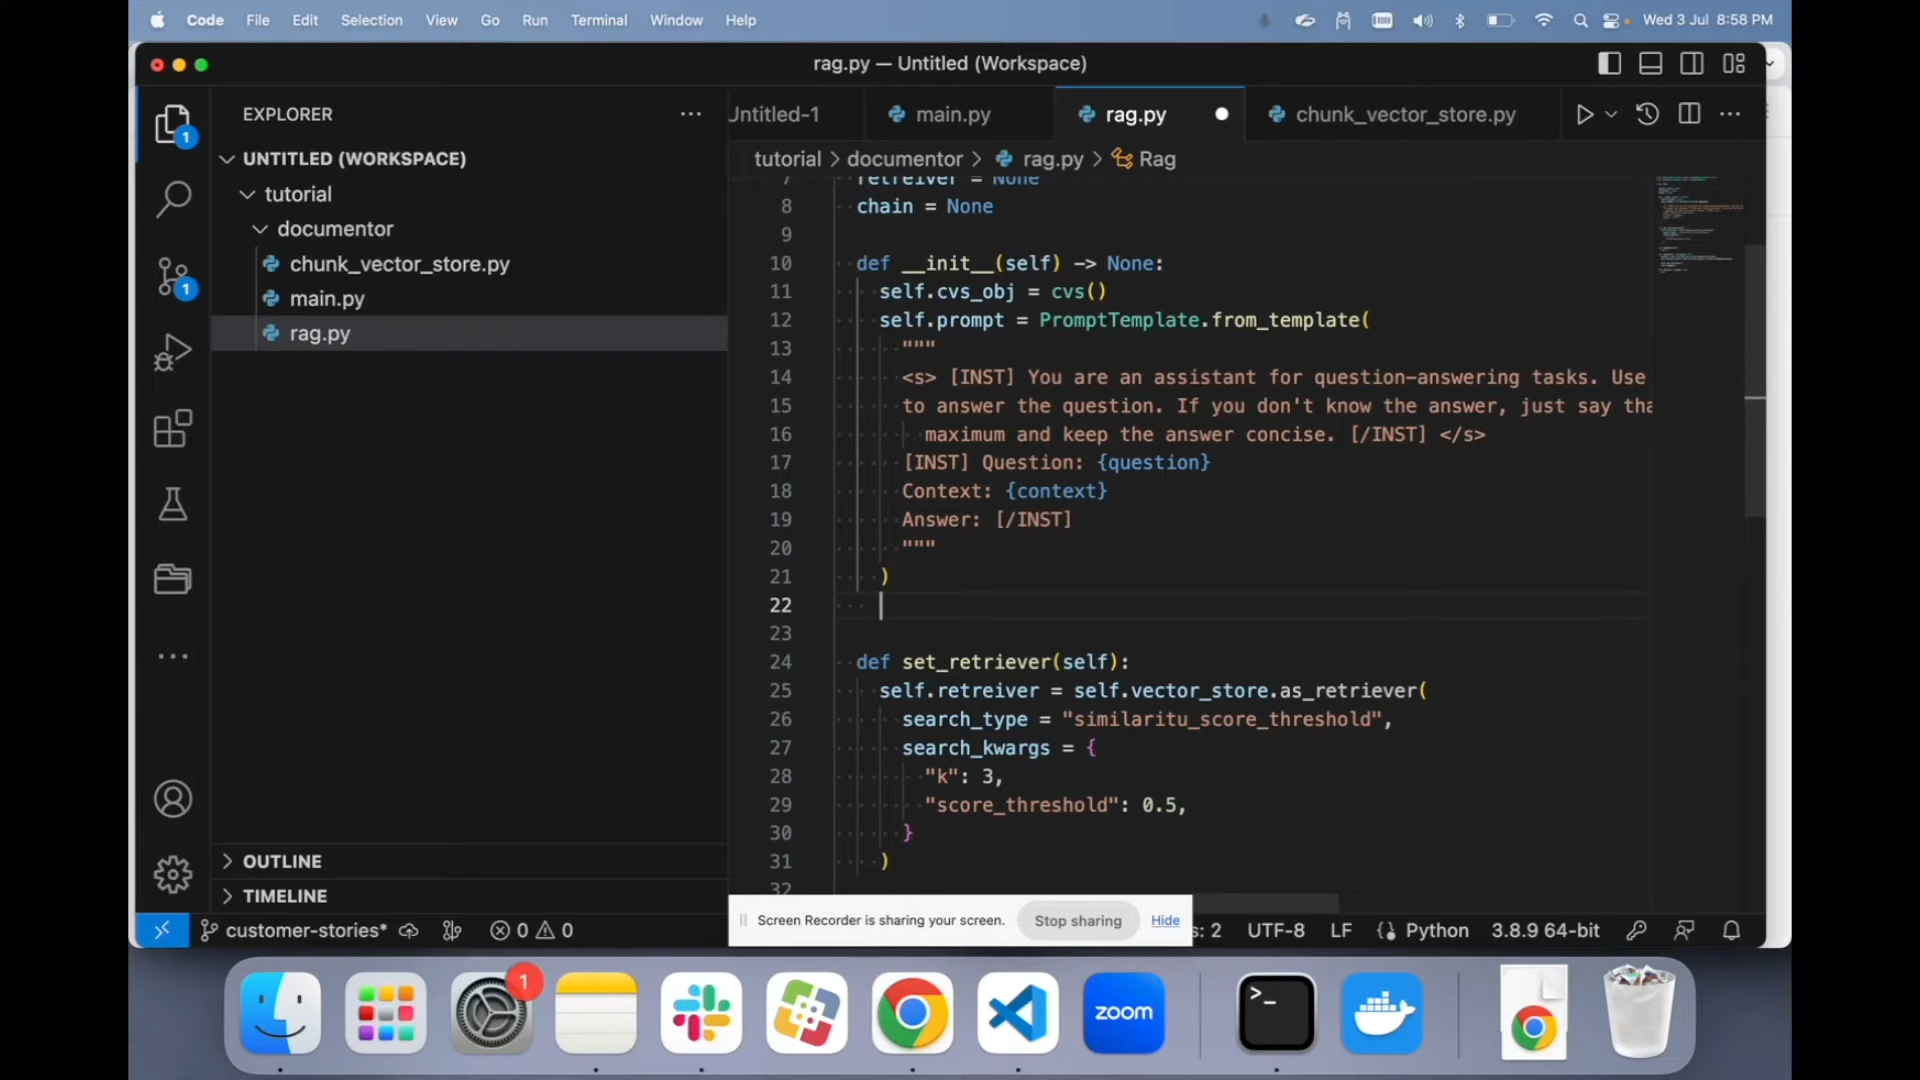 Code File Edit Selection View Go Run Terminal Window Help Wed 3 Jul 8:58 PM
rag.py — Untitled (Workspace)
EXPLORER
Untitled-1 main.py rag.py chunk_vector_store.py
tutorial > documentor > rag.py > Rag
UNTITLED (WORKSPACE)
tutorial
documentor
chunk_vector_store.py
main.py
rag.py
OUTLINE
TIMELINE
7 retreiver = None
8 chain = None
9
10 def __init__(self) -> None:
11 self.cvs_obj = cvs()
12 self.prompt = PromptTemplate.from_template(
13 """
14 <s> [INST] You are an assistant for question-answering tasks. Use
15 to answer the question. If you don't know the answer, just say tha
16 maximum and keep the answer concise. [/INST] </s>
17 [INST] Question: {question}
18 Context: {context}
19 Answer: [/INST]
20 """
21 )
22
23
24 def set_retriever(self):
25 self.retreiver = self.vector_store.as_retriever(
26 search_type = "similaritu_score_threshold",
27 search_kwargs = {
28 "k": 3,
29 "score_threshold": 0.5,
30 }
31 )
32
Screen Recorder is sharing your screen. Stop sharing Hide
customer-stories* 0 0 s: 2 UTF-8 LF Python 3.8.9 64-bit
1
1
1
zoom